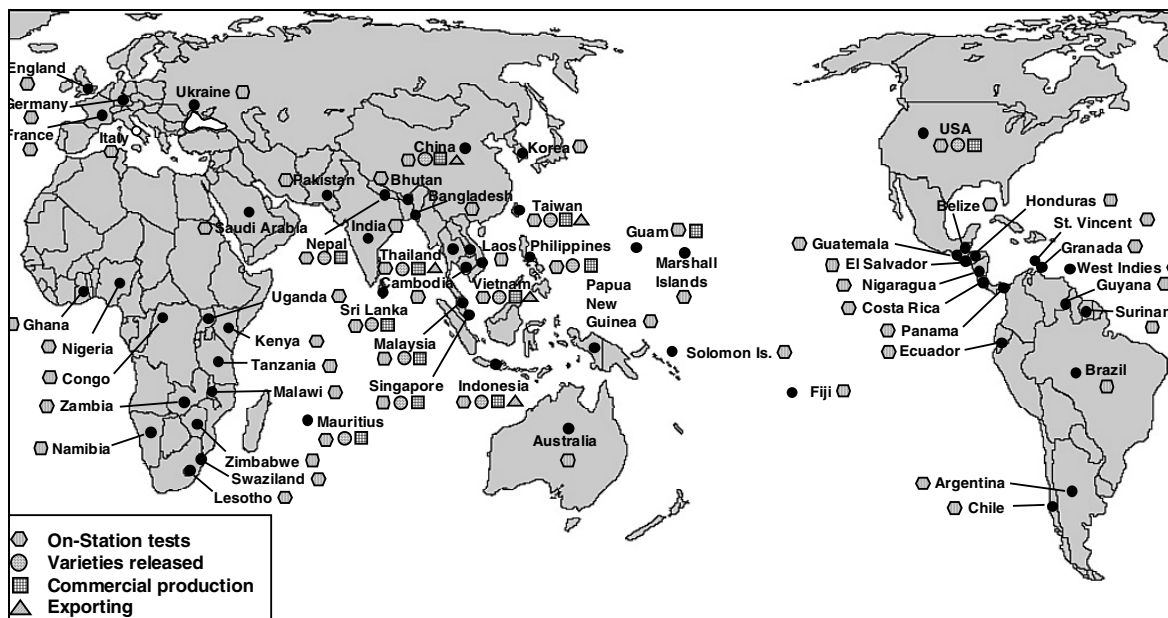 England
Germany
France
Italy
Ukraine
China
Korea
Pakistan
Bhutan
Bangladesh
Saudi Arabia
India
Nepal
Taiwan
Thailand
Laos
Philippines
Cambodia
Vietnam
Guam
Marshall
Islands
Papua
New
Guinea
Sri Lanka
Malaysia
Singapore
Indonesia
Solomon Is.
Fiji
Australia
Uganda
Ghana
Nigeria
Kenya
Congo
Tanzania
Zambia
Malawi
Mauritius
Namibia
Zimbabwe
Swaziland
Lesotho
USA
Belize
Honduras
St. Vincent
Guatemala
Granada
El Salvador
West Indies
Nigaragua
Guyana
Costa Rica
Surinam
Panama
Ecuador
Brazil
Argentina
Chile
On-Station tests
Varieties released
Commercial production
Exporting